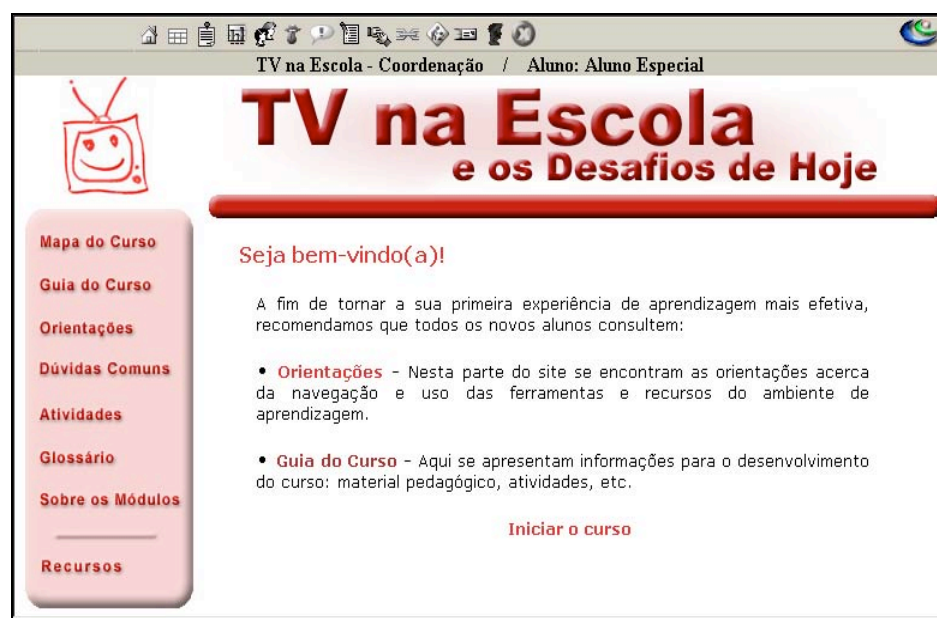 TV na Escola - Coordenação / Aluno: Aluno Especial
TV na Escola
e os Desafios de Hoje
Mapa do Curso
Guia do Curso
Orientações
Dúvidas Comuns
Atividades
Glossário
Sobre os Módulos
Recursos
Seja bem-vindo(a)!
A fim de tornar a sua primeira experiência de aprendizagem mais efetiva,
recomendamos que todos os novos alunos consultem:
• Orientações - Nesta parte do site se encontram as orientações acerca
da navegação e uso das ferramentas e recursos do ambiente de
aprendizagem.
• Guia do Curso - Aqui se apresentam informações para o desenvolvimento
do curso: material pedagógico, atividades, etc.
Iniciar o curso